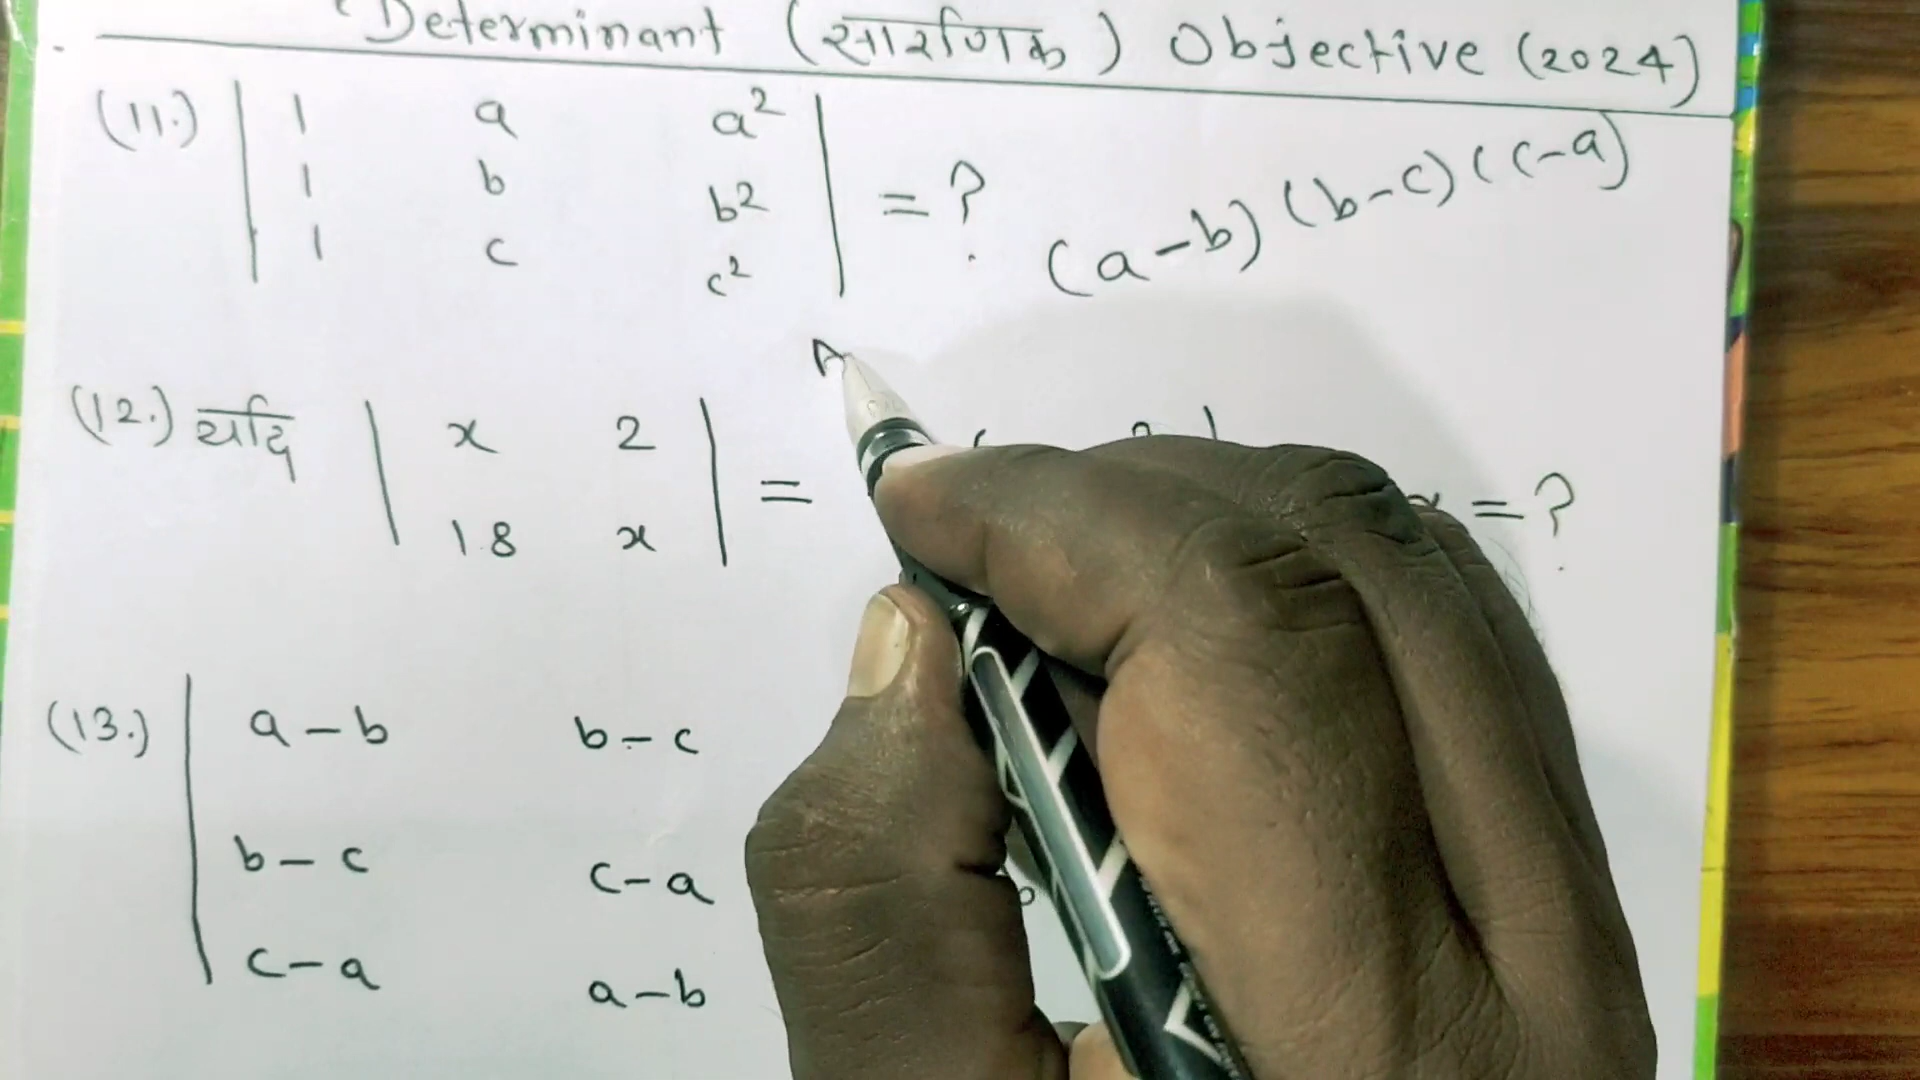 Determinant (सारणिक) Objective (2024)
(11.) | 1 a a² |
| 1 b b² | = ? (a-b) (b-c) (c-a)
| 1 c c² |
(12.) यदि | x 2 | =
| 18 x | = ?
(13.) | a-b b-c
b-c c-a
c-a a-b